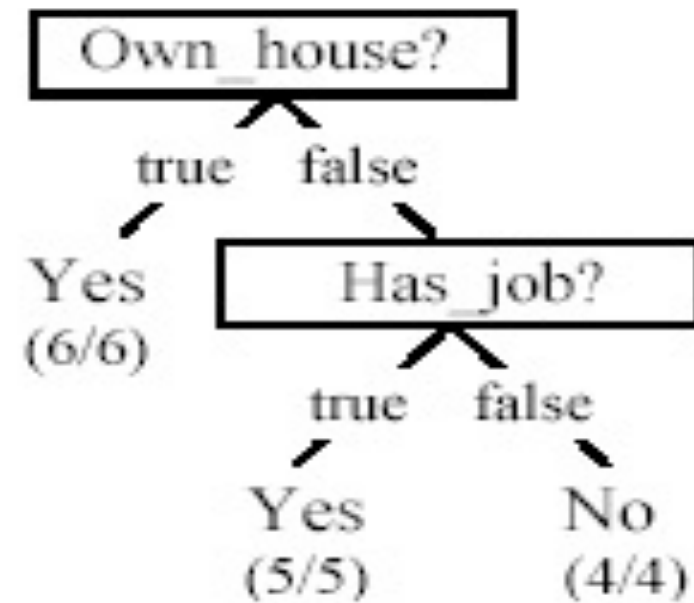 Own_house?
true false
Yes
Has_job?
(6/6)
true false
Yes No
(5/5) (4/4)